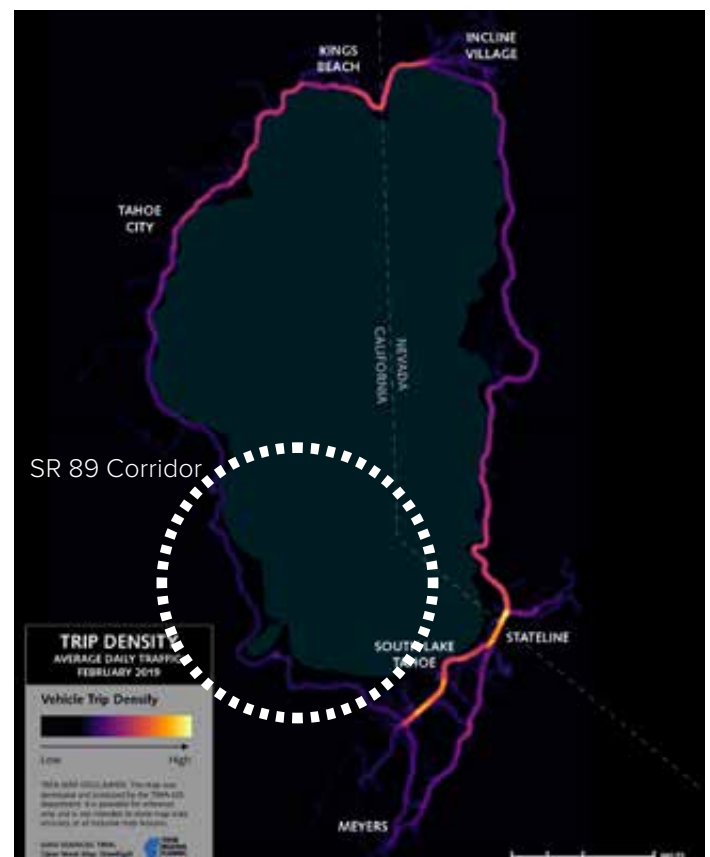 KINGS
BEACH
INCLINE
VILLAGE
TAHOE
CITY
NEVADA
CALIFORNIA
SR 89 Corridor
STATELINE
SOUTH LAKE
TAHOE
MEYERS
TRIP DENSITY
AVERAGE DAILY TRAFFIC
FEBRUARY 2019
Vehicle Trip Density
Low
High